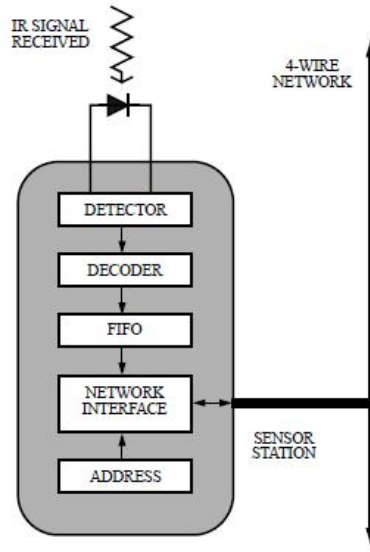 IR SIGNAL
RECEIVED
4-WIRE
NETWORK
DETECTOR
DECODER
FIFO
NETWORK
INTERFACE
SENSOR
STATION
ADDRESS